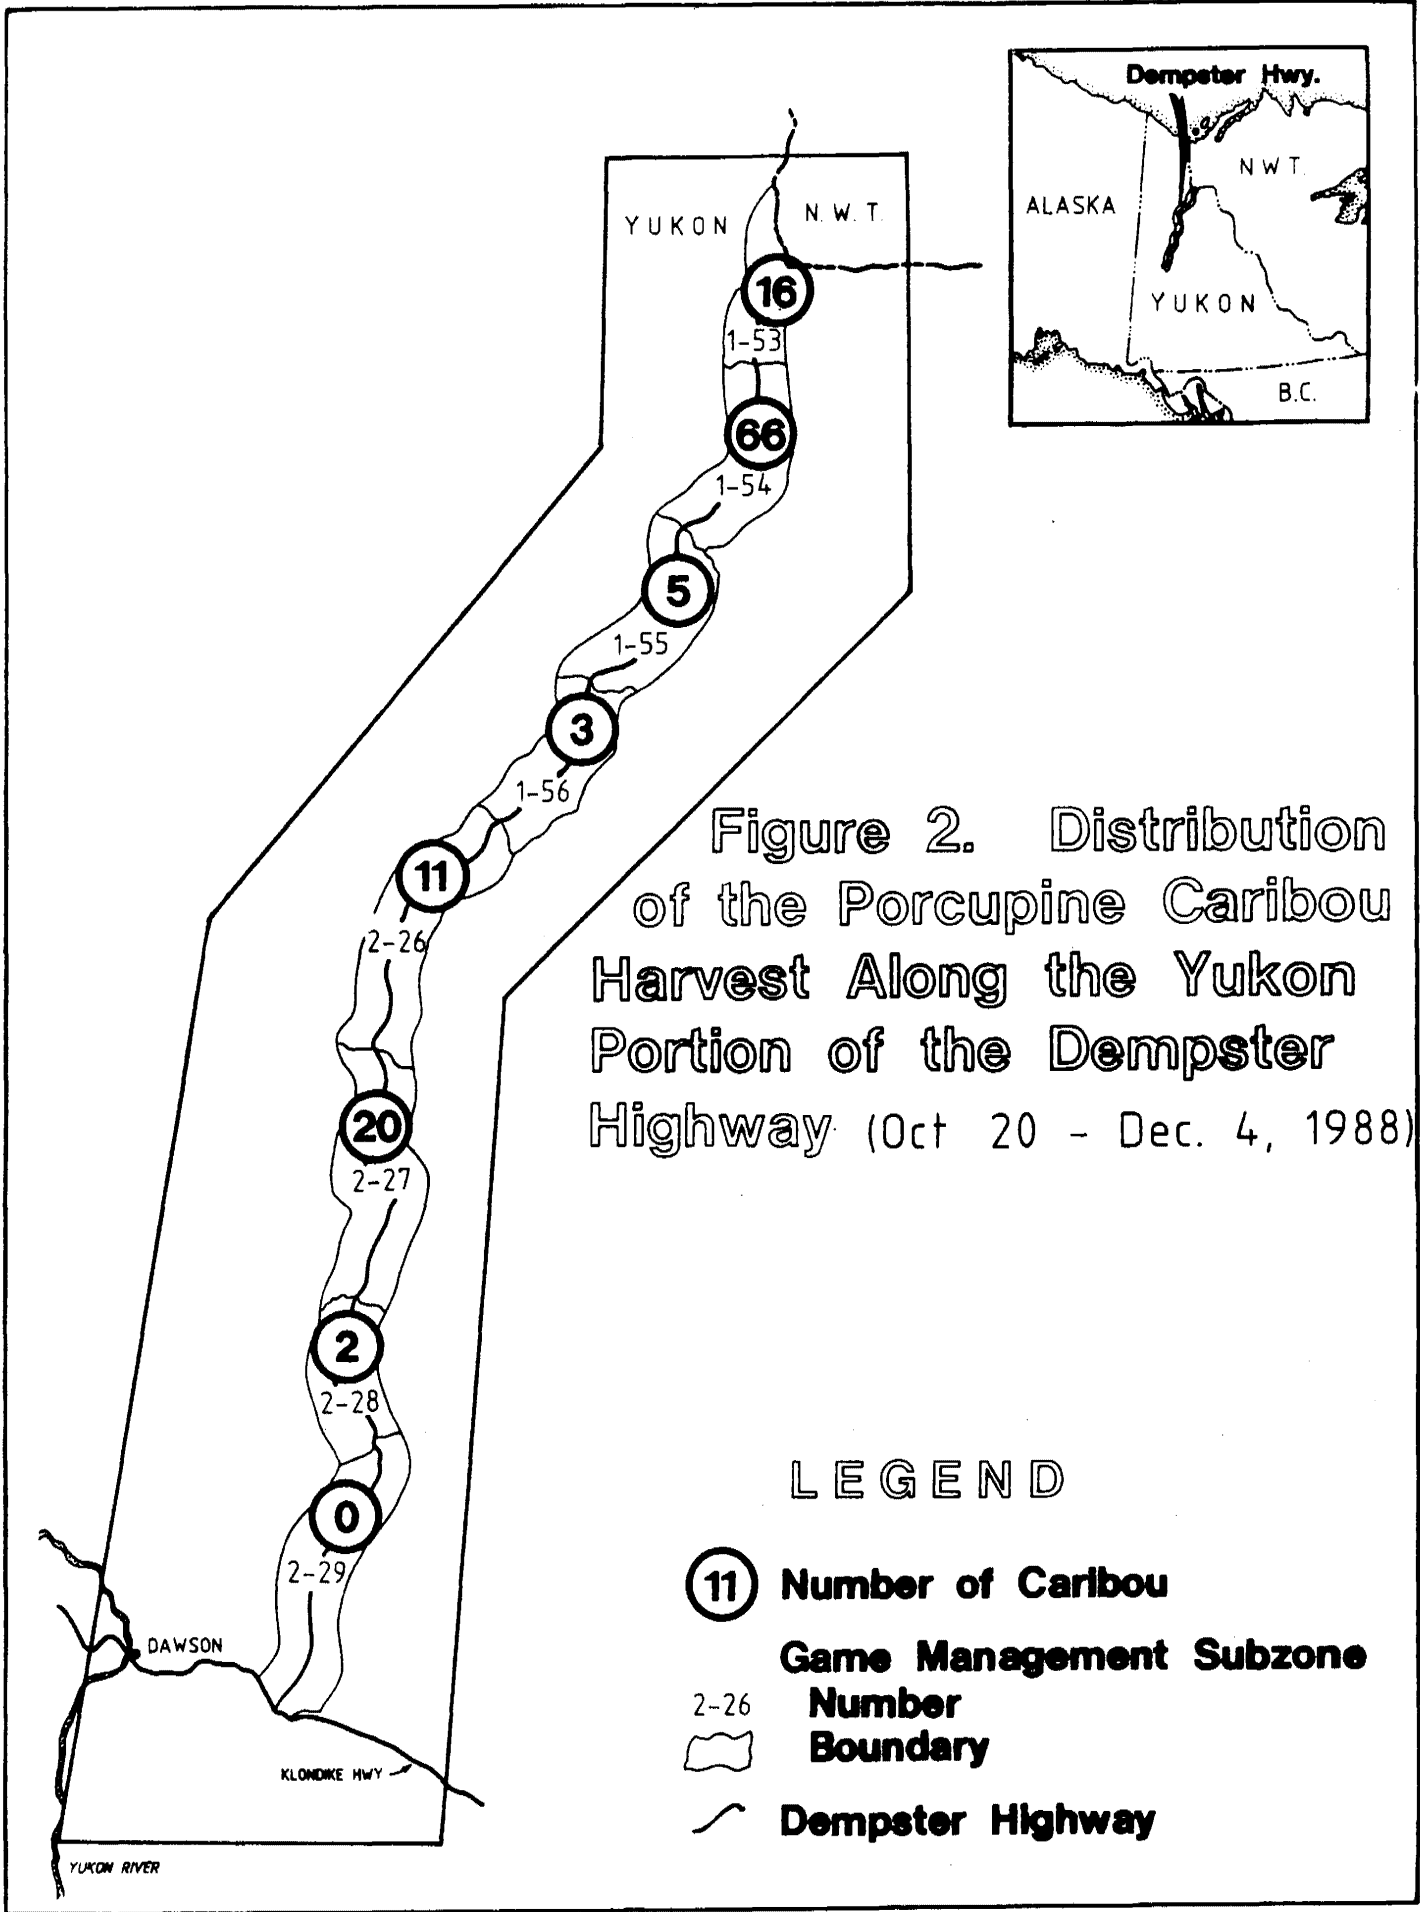 Dempster Hwy.
N W T.
ALASKA
YUKON
B.C.
YUKON
N. W. T.
16
1-53
66
1-54
5
1-55
3
1-56
11
2-26
20
2-27
2
2-28
0
2-29
DAWSON
KLONDIKE HWY
YUKON RIVER
Figure 2. Distribution
of the Porcupine Caribou
Harvest Along the Yukon
Portion of the Dempster
Highway (Oct 20 - Dec. 4, 1988)
LEGEND
11 Number of Caribou
Game Management Subzone
2-26 Number
Boundary
Dempster Highway